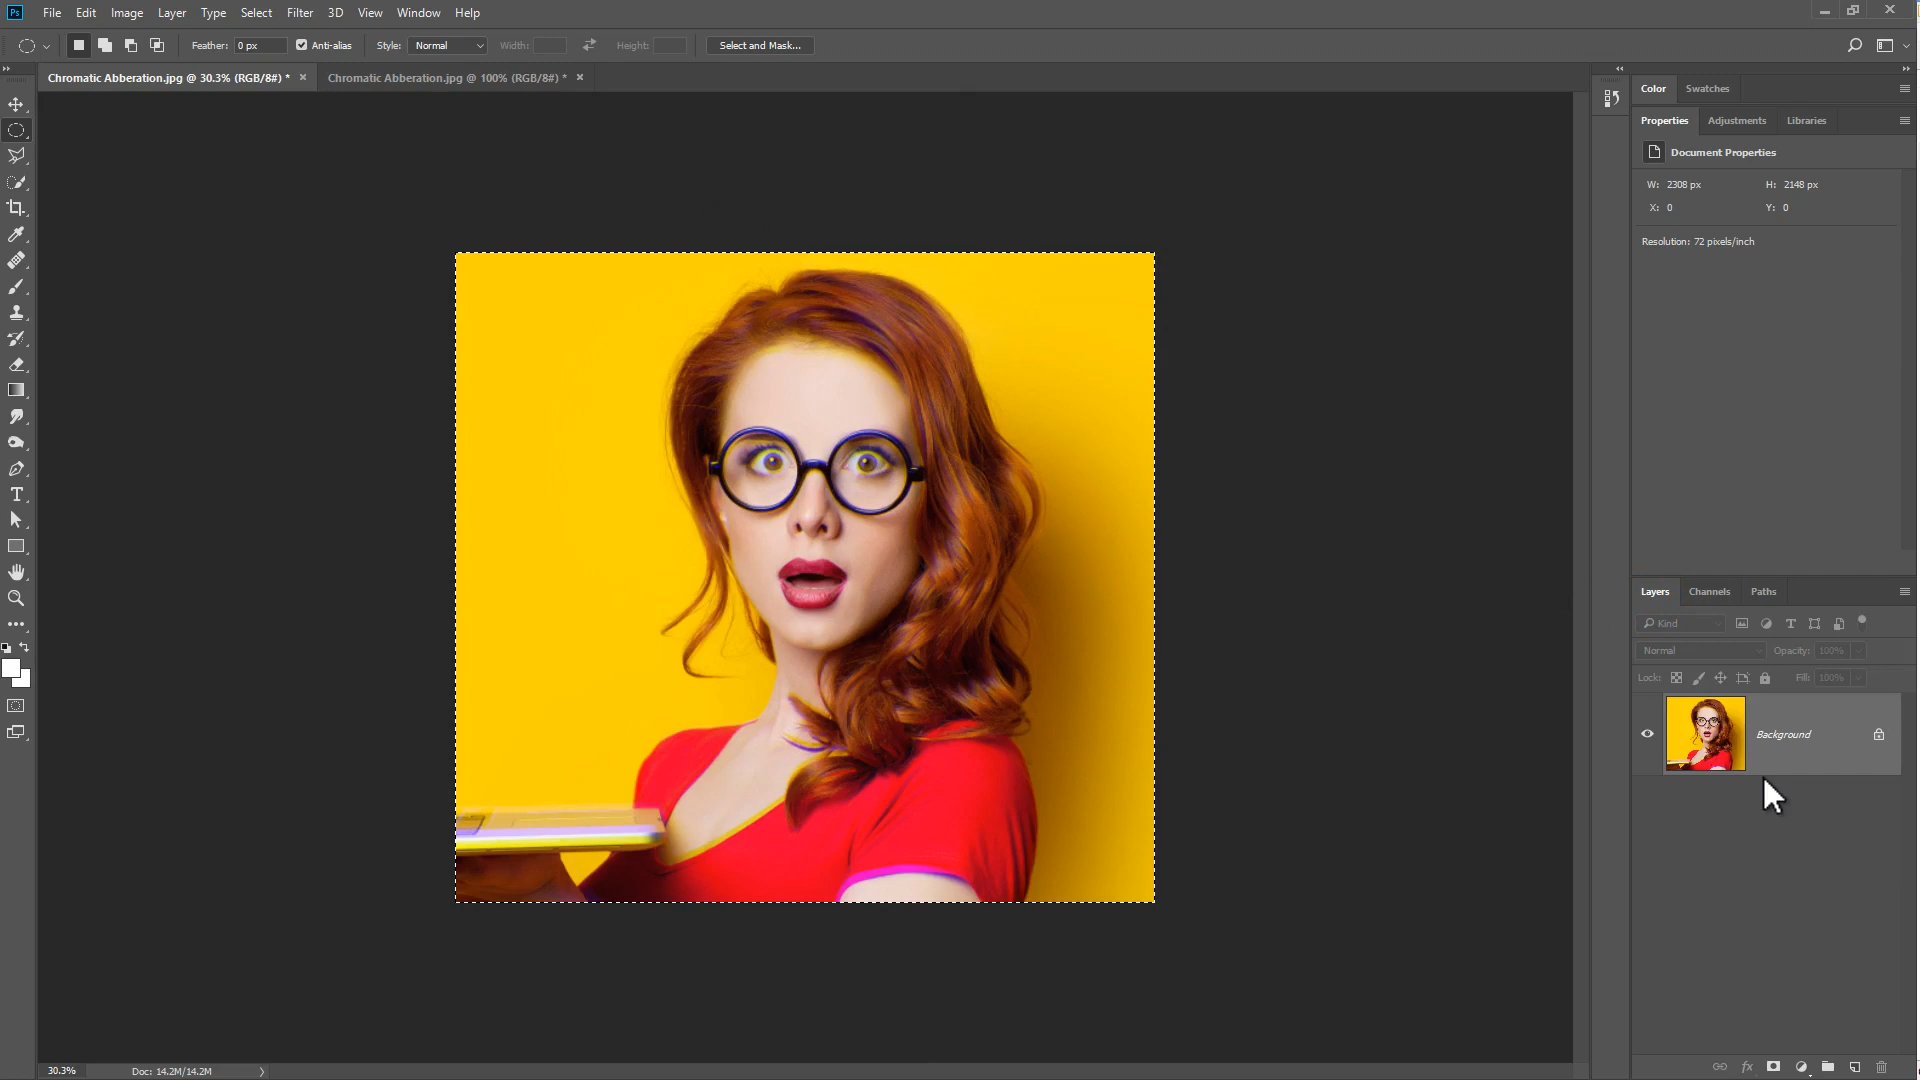 Ps File Edit Image Layer Type Select Filter 3D View Window Help
Feather: 0 px Anti-alias Style: Normal Width: Height: Select and Mask...
Chromatic Abberation.jpg @ 30.3% (RGB/8#) * × Chromatic Abberation.jpg @ 100% (RGB/8#) * ×
Color Swatches
Properties Adjustments Libraries
Document Properties
W: 2308 px H: 2148 px
X: 0 Y: 0
Resolution: 72 pixels/inch
Layers Channels Paths
Kind
Normal Opacity: 100%
Lock: Fill: 100%
Background
fx
30.3% Doc: 14.2M/14.2M